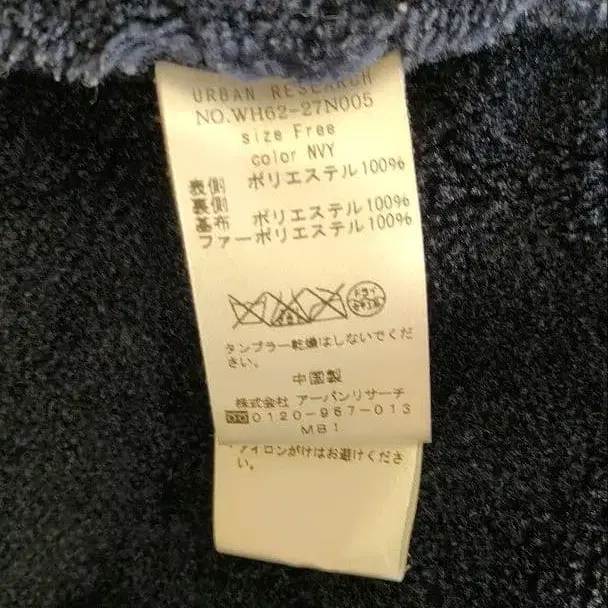 URBAN RESEARCH
NO.WH62-27N005
size Free
color NVY
表側 ポリエステル100%
裏側
基布 ポリエステル100%
ファーポリエステル100%
ドライ
タンブラー乾燥はしないでくだ
さい。
中国製
株式会社 アーバンリサーチ
0120-967-013
MB1
アイロンがけはお避けくださ
い。